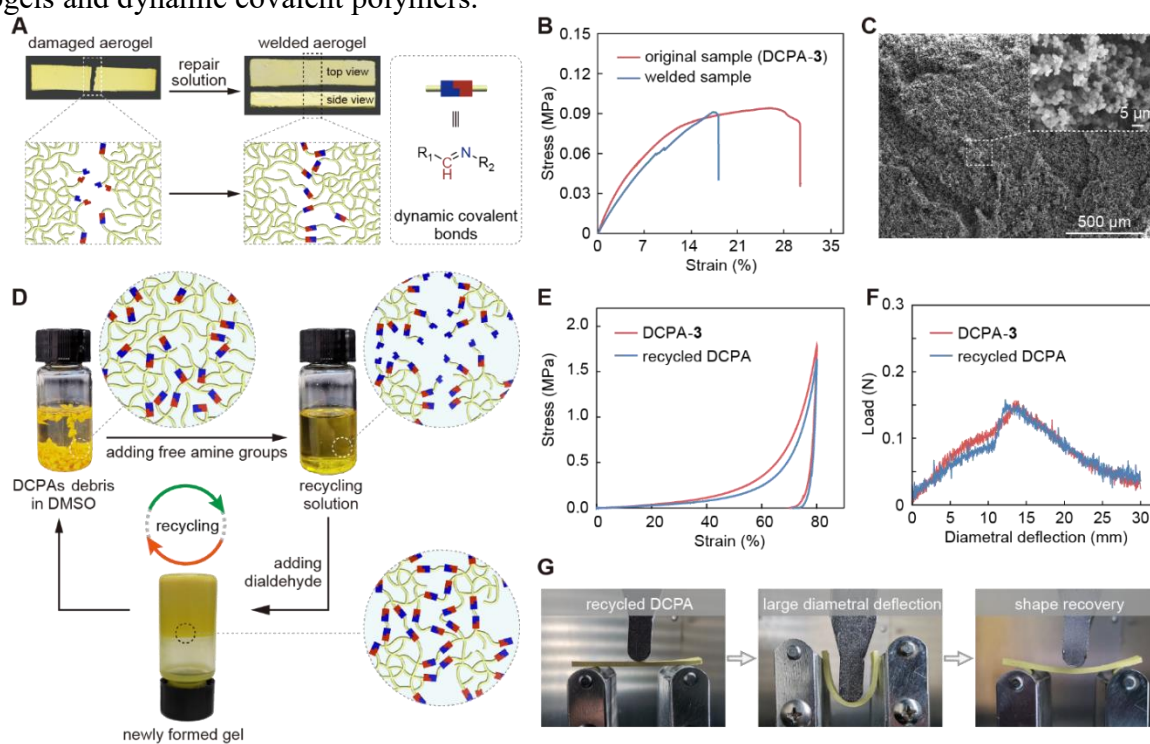 ogels and dynamic covalent polymers.
A
damaged aerogel
repair
solution
welded aerogel
top view
side view
R1 C H N R2
dynamic covalent
bonds
B
0.15
0.12
0.09
0.06
0.03
0
Stress (MPa)
original sample (DCPA-3)
welded sample
0 7 14 21 28 35
Strain (%)
C
5 μm
500 μm
D
adding free amine groups
DCPAs debris
in DMSO
recycling
solution
recycling
adding
dialdehyde
newly formed gel
E
2.0
1.5
1.0
0.5
0.0
Stress (MPa)
DCPA-3
recycled DCPA
0 20 40 60 80
Strain (%)
F
0.3
0.2
0.1
0
Load (N)
DCPA-3
recycled DCPA
0 5 10 15 20 25 30
Diametral deflection (mm)
G
recycled DCPA
large diametral deflection
shape recovery